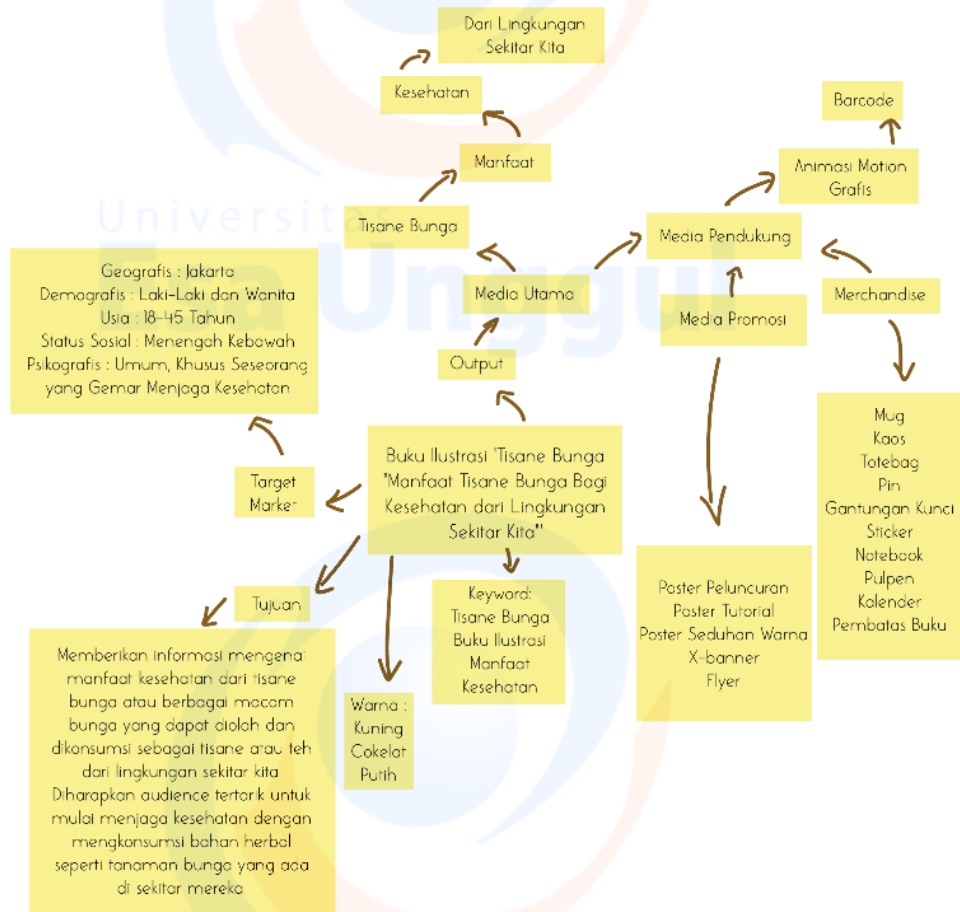 Dari Lingkungan
Sekitar Kita
Kesehatan
Barcode
Manfaat
Animasi Motion
Grafis
Tisane Bunga
Media Pendukung
Universitas
Esa Unggul
Geografis : Jakarta
Demografis : Laki-Laki dan Wanita
Usia : 18-45 Tahun
Status Sosial : Menengah Kebawah
Psikografis : Umum, Khusus Seseorang
yang Gemar Menjaga Kesehatan
Media Utama
Merchandise
Media Promosi
Output
Buku Ilustrasi "Tisane Bunga
"Manfaat Tisane Bunga Bagi
Kesehatan dari Lingkungan
Sekitar Kita""
Target
Market
Mug
Kaos
Totebag
Pin
Gantungan Kunci
Sticker
Notebook
Pulpen
Kalender
Pembatas Buku
Poster Peluncuran
Poster Tutorial
Poster Seduhan Warna
X-banner
Flyer
Keyword:
Tisane Bunga
Buku Ilustrasi
Manfaat
Kesehatan
Tujuan
Memberikan informasi mengenai
manfaat kesehatan dari tisane
bunga atau berbagai macam
bunga yang dapat diolah dan
dikonsumsi sebagai tisane atau teh
dari lingkungan sekitar kita.
Diharapkan audience tertarik untuk
mulai menjaga kesehatan dengan
mengkonsumsi bahan herbal
seperti tanaman bunga yang ada
di sekitar mereka
Warna :
Kuning
Cokelat
Putih